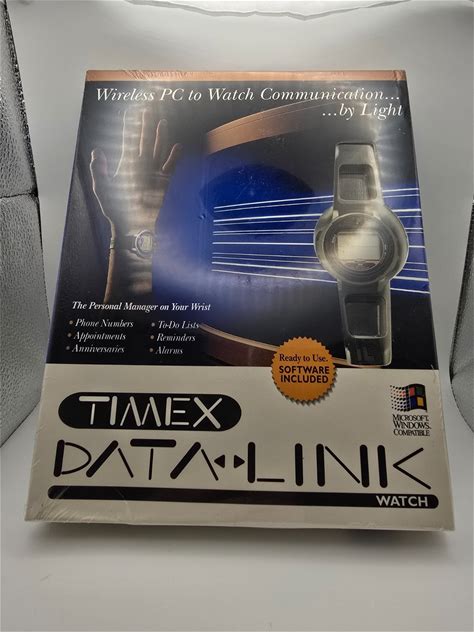 Wireless PC to Watch Communication...
...by Light
The Personal Manager on Your Wrist
• Phone Numbers
• Appointments
• Anniversaries
• To-Do Lists
• Reminders
• Alarms
Ready to Use.
SOFTWARE
INCLUDED
TIMEX
DATA LINK
WATCH
MICROSOFT
WINDOWS
COMPATIBLE